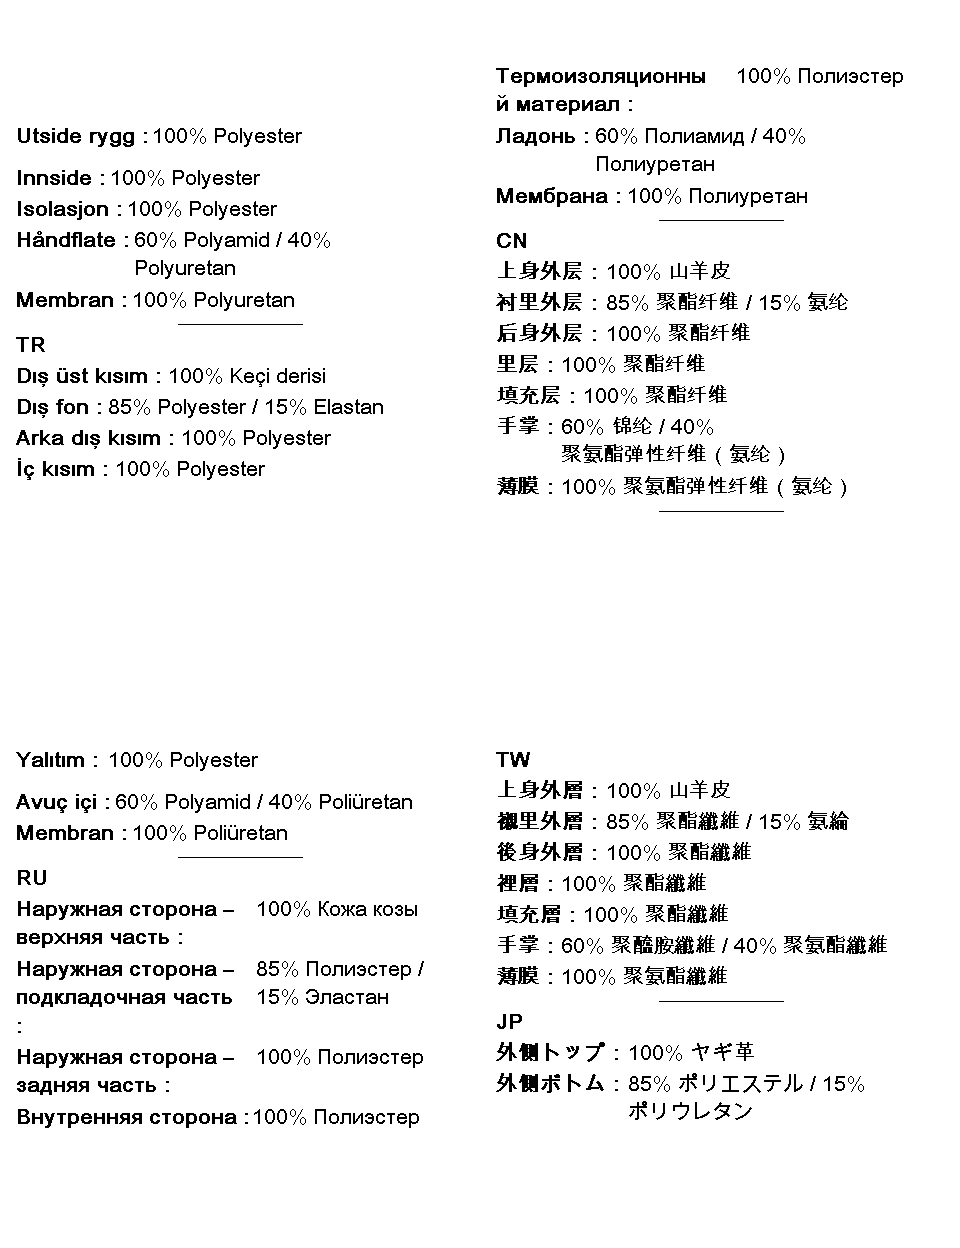 Utside rygg : 100% Polyester
Innside : 100% Polyester
Isolasjon : 100% Polyester
Håndflate : 60% Polyamid / 40%
Polyuretan
Membran : 100% Polyuretan
TR
Dış üst kısım : 100% Keçi derisi
Dış fon : 85% Polyester / 15% Elastan
Arka dış kısım : 100% Polyester
İç kısım : 100% Polyester
Термоизоляционны 100% Полиэстер
й материал :
Ладонь : 60% Полиамид / 40%
Полиуретан
Мембрана : 100% Полиуретан
CN
上身外层 : 100% 山羊皮
衬里外层 : 85% 聚酯纤维 / 15% 氨纶
后身外层 : 100% 聚酯纤维
里层 : 100% 聚酯纤维
填充层 : 100% 聚酯纤维
手掌 : 60% 锦纶 / 40%
聚氨酯弹性纤维（氨纶）
薄膜 : 100% 聚氨酯弹性纤维（氨纶）
Yalıtım : 100% Polyester
Avuç içi : 60% Polyamid / 40% Poliüretan
Membran : 100% Poliüretan
RU
Наружная сторона – 100% Кожа козы
верхняя часть :
Наружная сторона – 85% Полиэстер /
подкладочная часть 15% Эластан
:
Наружная сторона – 100% Полиэстер
задняя часть :
Внутренняя сторона : 100% Полиэстер
TW
上身外層 : 100% 山羊皮
襯里外層 : 85% 聚酯纖維 / 15% 氨綸
後身外層 : 100% 聚酯纖維
裡層 : 100% 聚酯纖維
填充層 : 100% 聚酯纖維
手掌 : 60% 聚醯胺纖維 / 40% 聚氨酯纖維
薄膜 : 100% 聚氨酯纖維
JP
外側トップ : 100% ヤギ革
外側ボトム : 85% ポリエステル / 15%
ポリウレタン